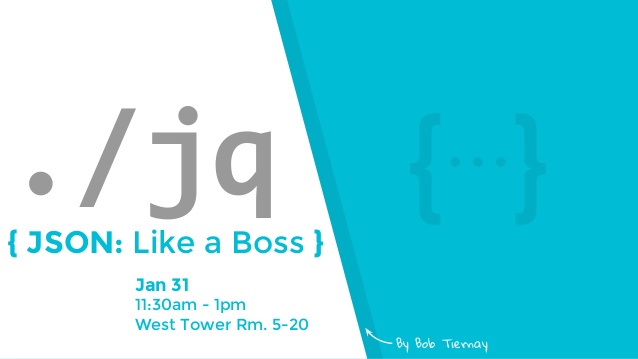 ./jq
{ JSON: Like a Boss }
Jan 31
11:30am - 1pm
West Tower Rm. 5-20
{...}
By Bob Tiernay